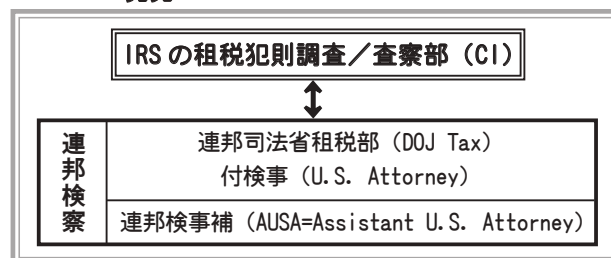 IRSの租税犯則調査／査察部（CI）
連邦検察
連邦司法省租税部（DOJ Tax）
付検事（U.S. Attorney）
連邦検事補（AUSA=Assistant U.S. Attorney）